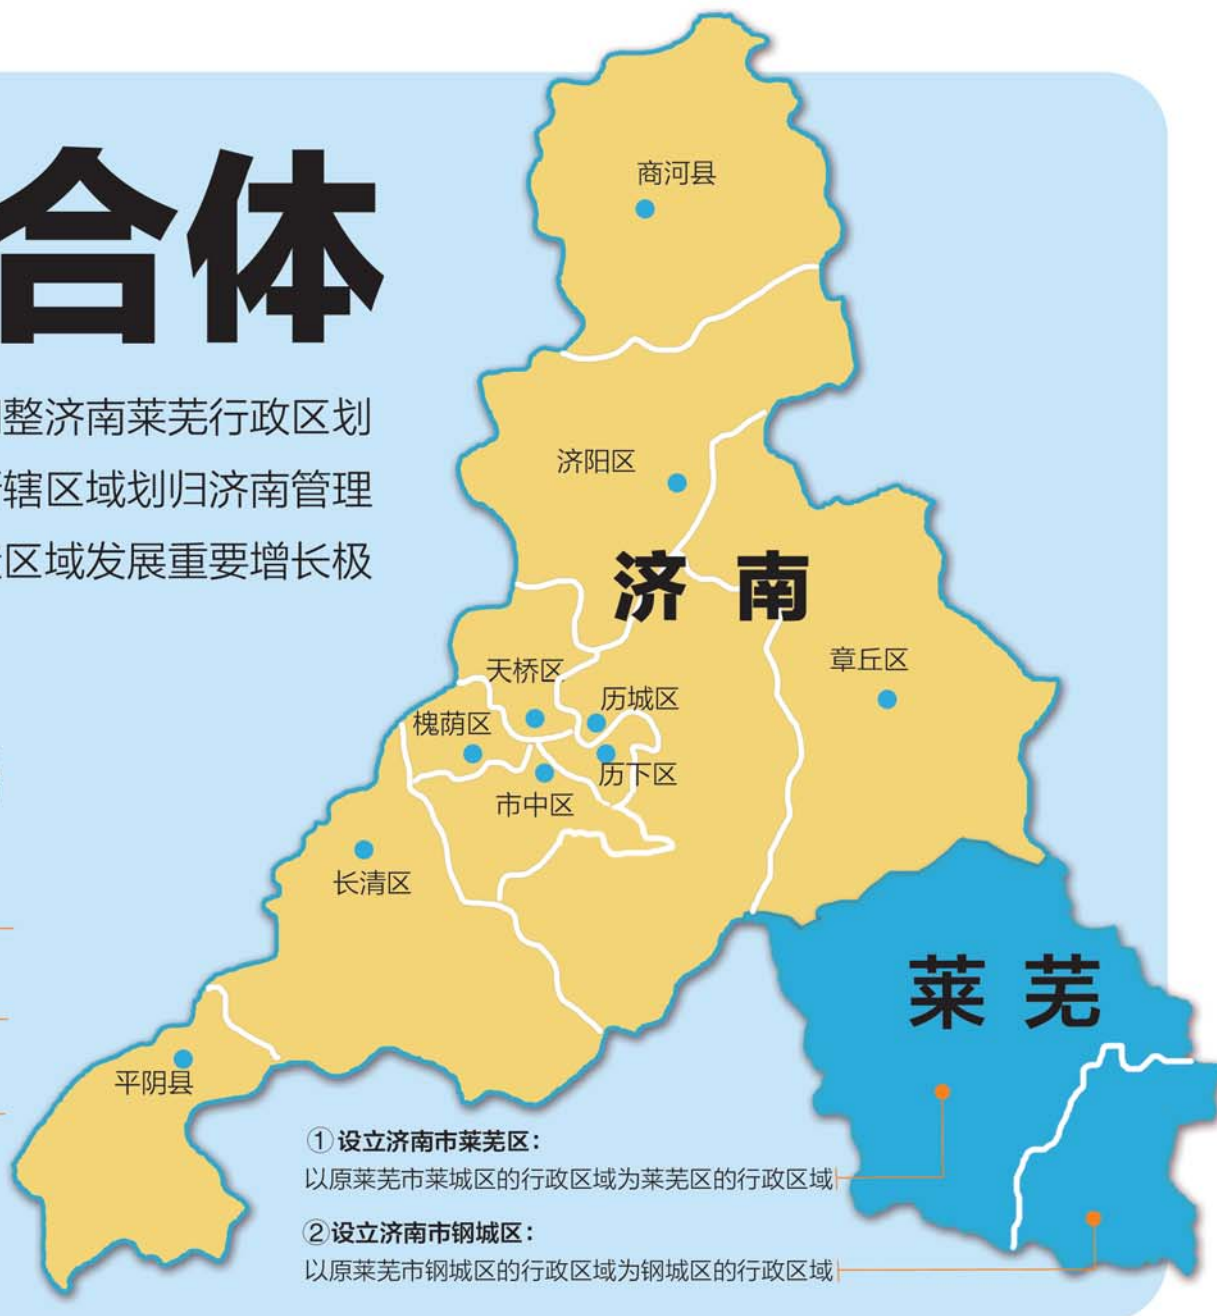 合体
整济南莱芜行政区划
辖区域划归济南管理
区域发展重要增长极
商河县
济阳区
济南
章丘区
天桥区
历城区
槐荫区
历下区
市中区
长清区
莱芜
平阴县
①设立济南市莱芜区：
以原莱芜市莱城区的行政区域为莱芜区的行政区域
②设立济南市钢城区：
以原莱芜市钢城区的行政区域为钢城区的行政区域